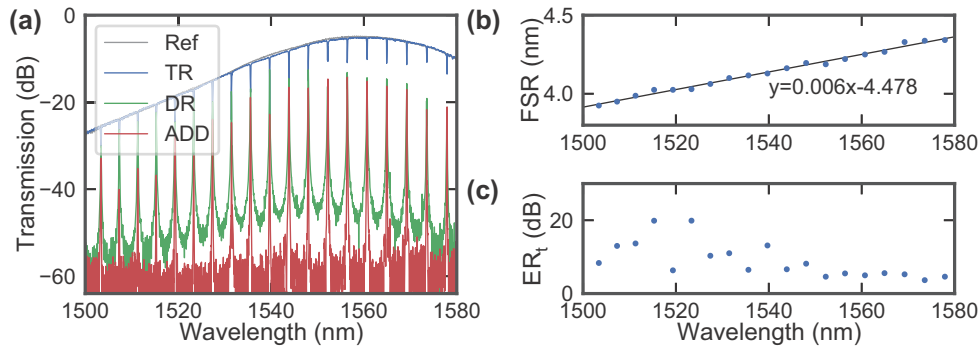 (a)
Transmission (dB)
0
−20
−40
−60
Ref
TR
DR
ADD
1500 1520 1540 1560 1580
Wavelength (nm)
(b)
FSR (nm)
4.5
4.0
y=0.006x-4.478
1500 1520 1540 1560 1580
(c)
ERt (dB)
20
0
1500 1520 1540 1560 1580
Wavelength (nm)